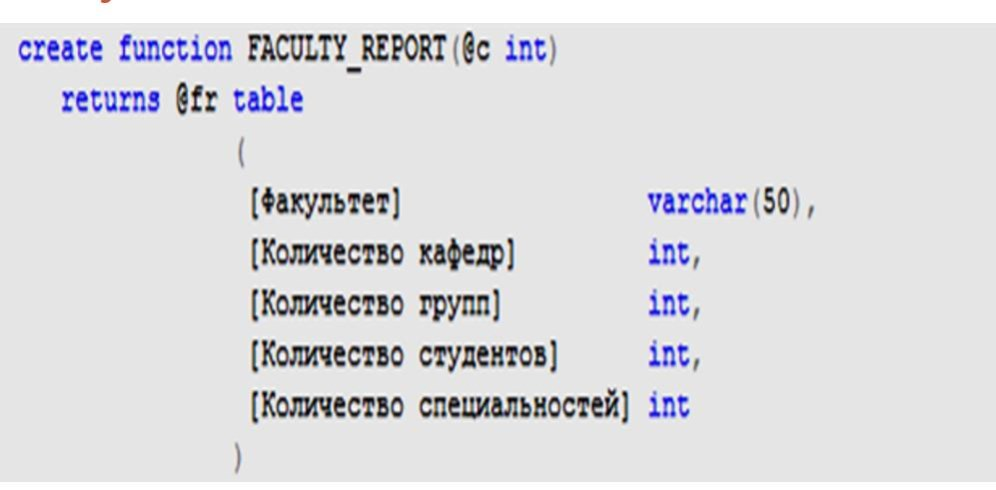 create function FACULTY_REPORT(@c int)
returns @fr table
(
[Факультет] varchar(50),
[Количество кафедр] int,
[Количество групп] int,
[Количество студентов] int,
[Количество специальностей] int
)